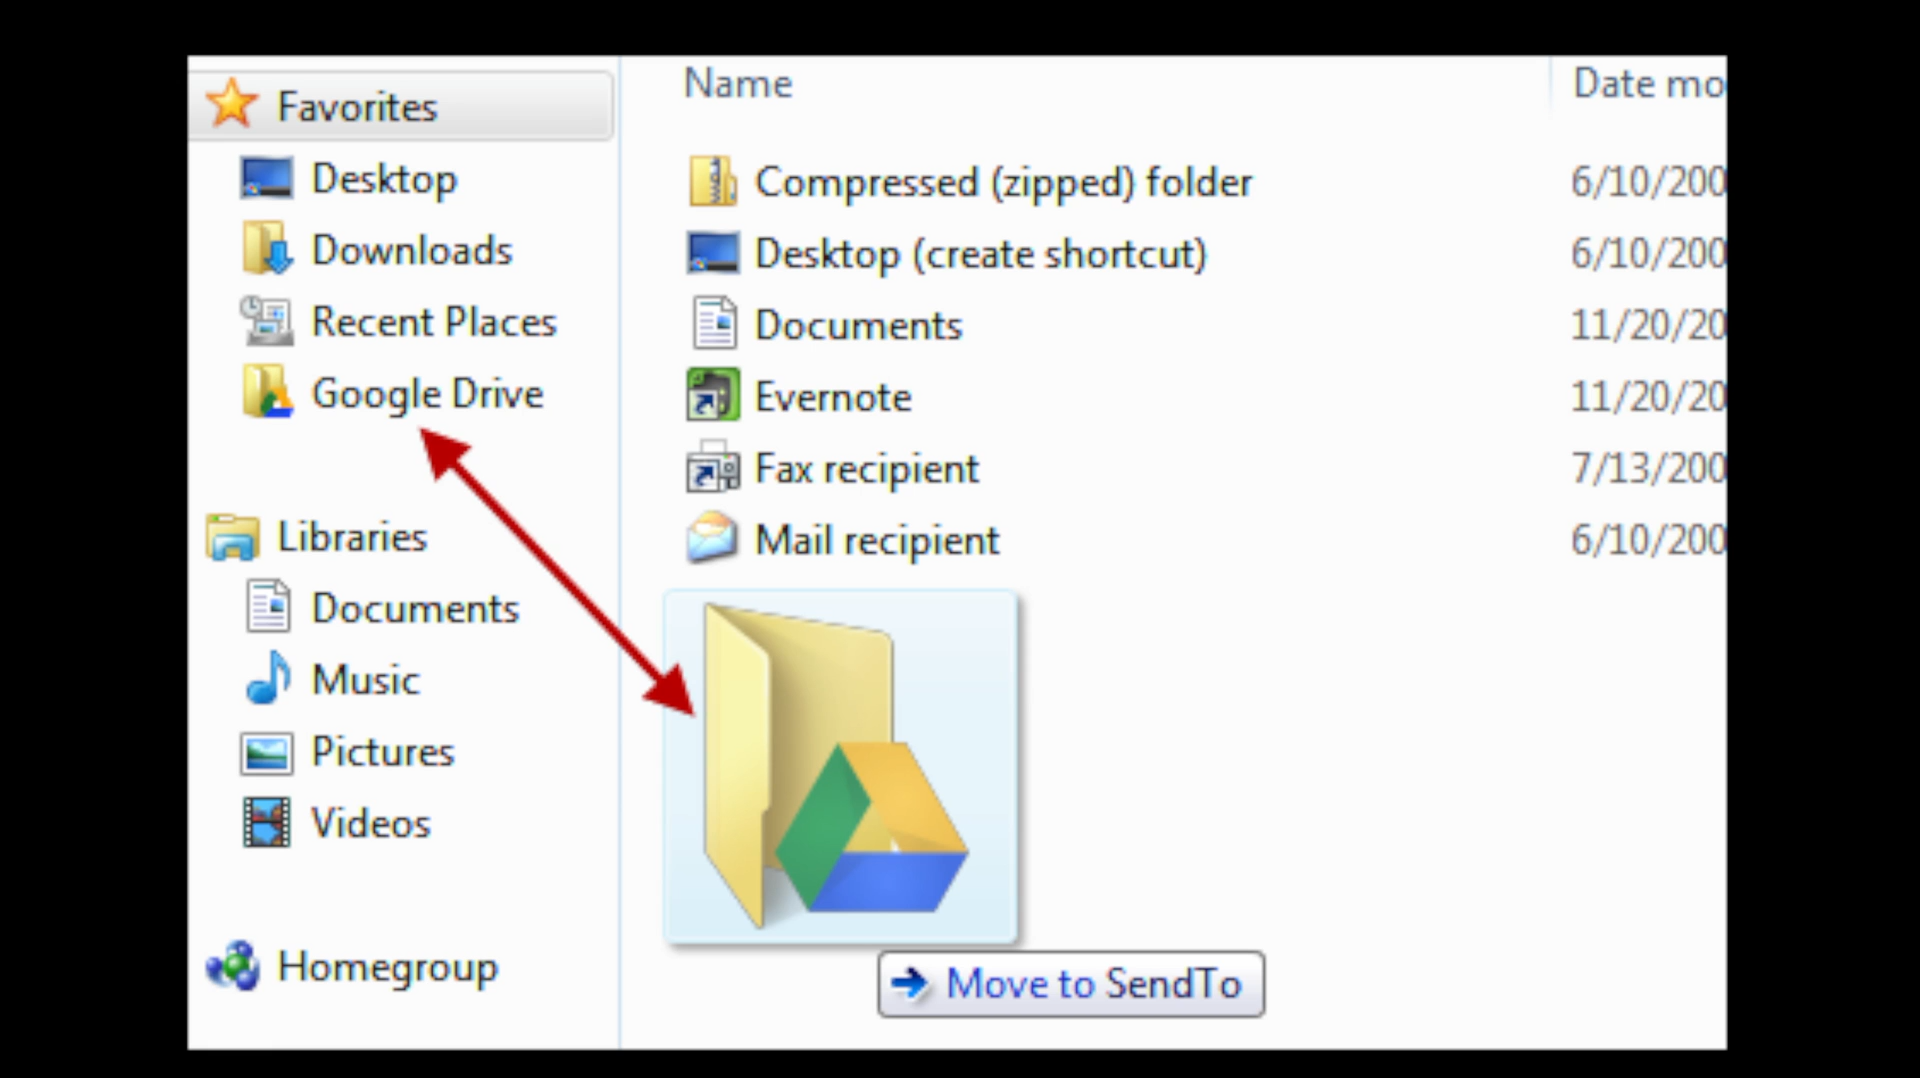 Favorites
Desktop
Downloads
Recent Places
Google Drive
Libraries
Documents
Music
Pictures
Videos
Homegroup
Name
Date mo
Compressed (zipped) folder
6/10/200
Desktop (create shortcut)
6/10/200
Documents
11/20/20
Evernote
11/20/20
Fax recipient
7/13/200
Mail recipient
6/10/200
Move to SendTo